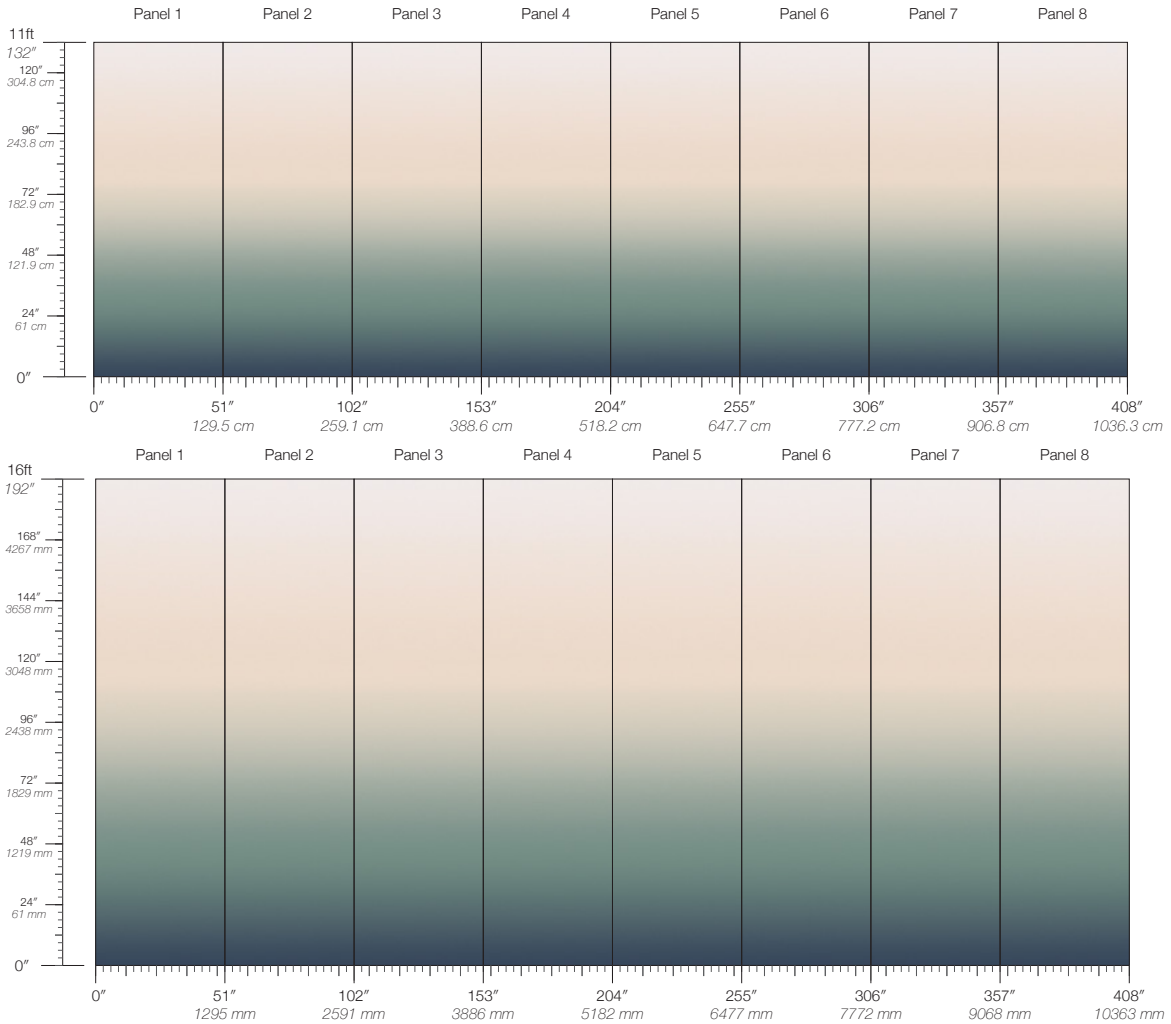 Panel 1 Panel 2 Panel 3 Panel 4 Panel 5 Panel 6 Panel 7 Panel 8
11ft
132″
120″
304.8 cm
96″
243.8 cm
72″
182.9 cm
48″
121.9 cm
24″
61 cm
0″
0″ 51″ 102″ 153″ 204″ 255″ 306″ 357″ 408″
129.5 cm 259.1 cm 388.6 cm 518.2 cm 647.7 cm 777.2 cm 906.8 cm 1036.3 cm
Panel 1 Panel 2 Panel 3 Panel 4 Panel 5 Panel 6 Panel 7 Panel 8
16ft
192″
168″
4267 mm
144″
3658 mm
120″
3048 mm
96″
2438 mm
72″
1829 mm
48″
1219 mm
24″
61 mm
0″
0″ 51″ 102″ 153″ 204″ 255″ 306″ 357″ 408″
1295 mm 2591 mm 3886 mm 5182 mm 6477 mm 7772 mm 9068 mm 10363 mm